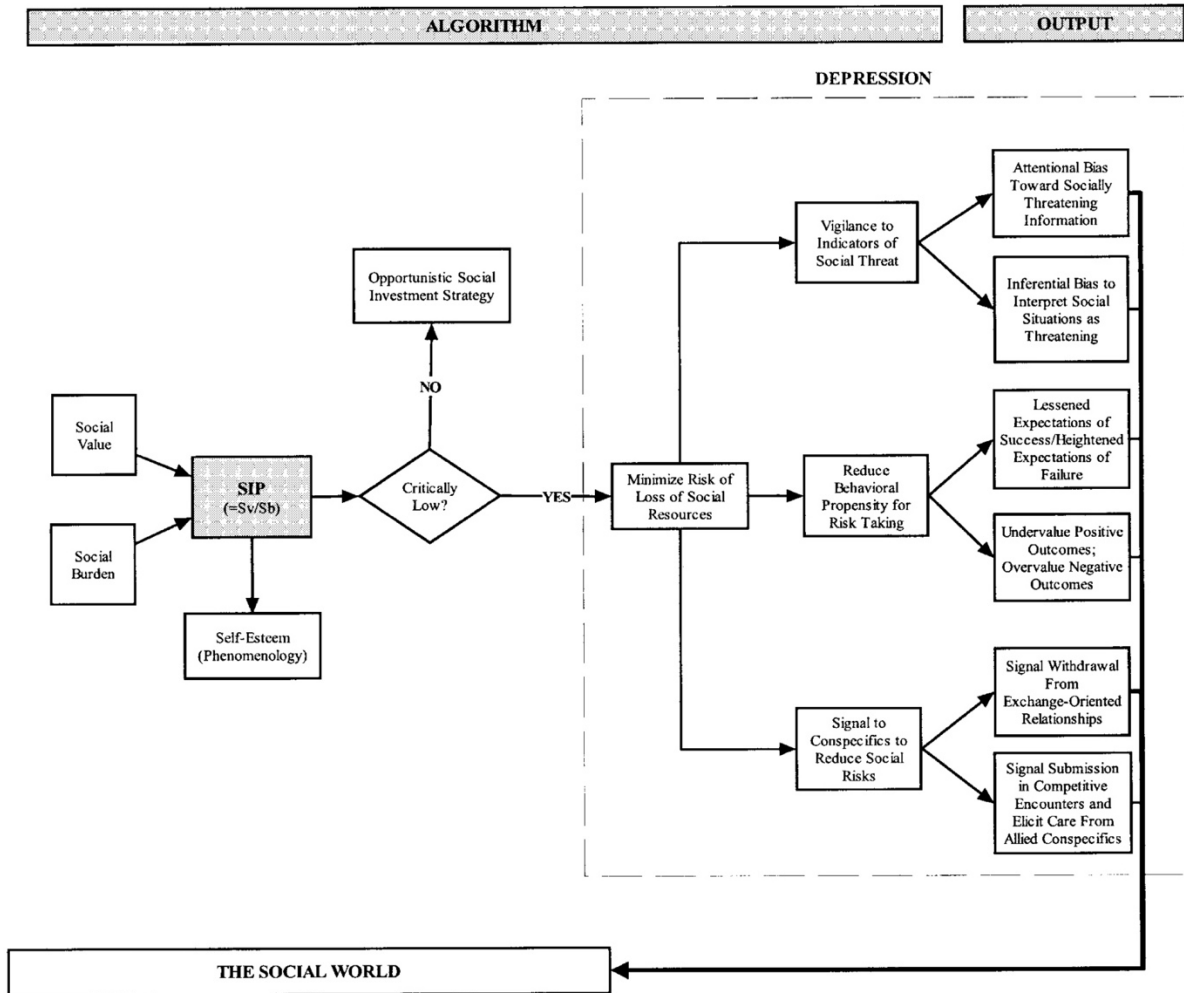 ALGORITHM
OUTPUT
DEPRESSION
Attentional Bias
Toward Socially
Threatening
Information
Vigilance to
Indicators of
Social Threat
Inferential Bias to
Interpret Social
Situations as
Threatening
Opportunistic Social
Investment Strategy
NO
Social
Value
SIP
(=Sv/Sb)
Critically
Low?
YES
Minimize Risk of
Loss of Social
Resources
Reduce
Behavioral
Propensity for
Risk Taking
Lessened
Expectations of
Success/Heightened
Expectations of
Failure
Undervalue Positive
Outcomes;
Overvalue Negative
Outcomes
Social
Burden
Self-Esteem
(Phenomenology)
Signal to
Conspecifics to
Reduce Social
Risks
Signal Withdrawal
From
Exchange-Oriented
Relationships
Signal Submission
in Competitive
Encounters and
Elicit Care From
Allied Conspecifics
THE SOCIAL WORLD